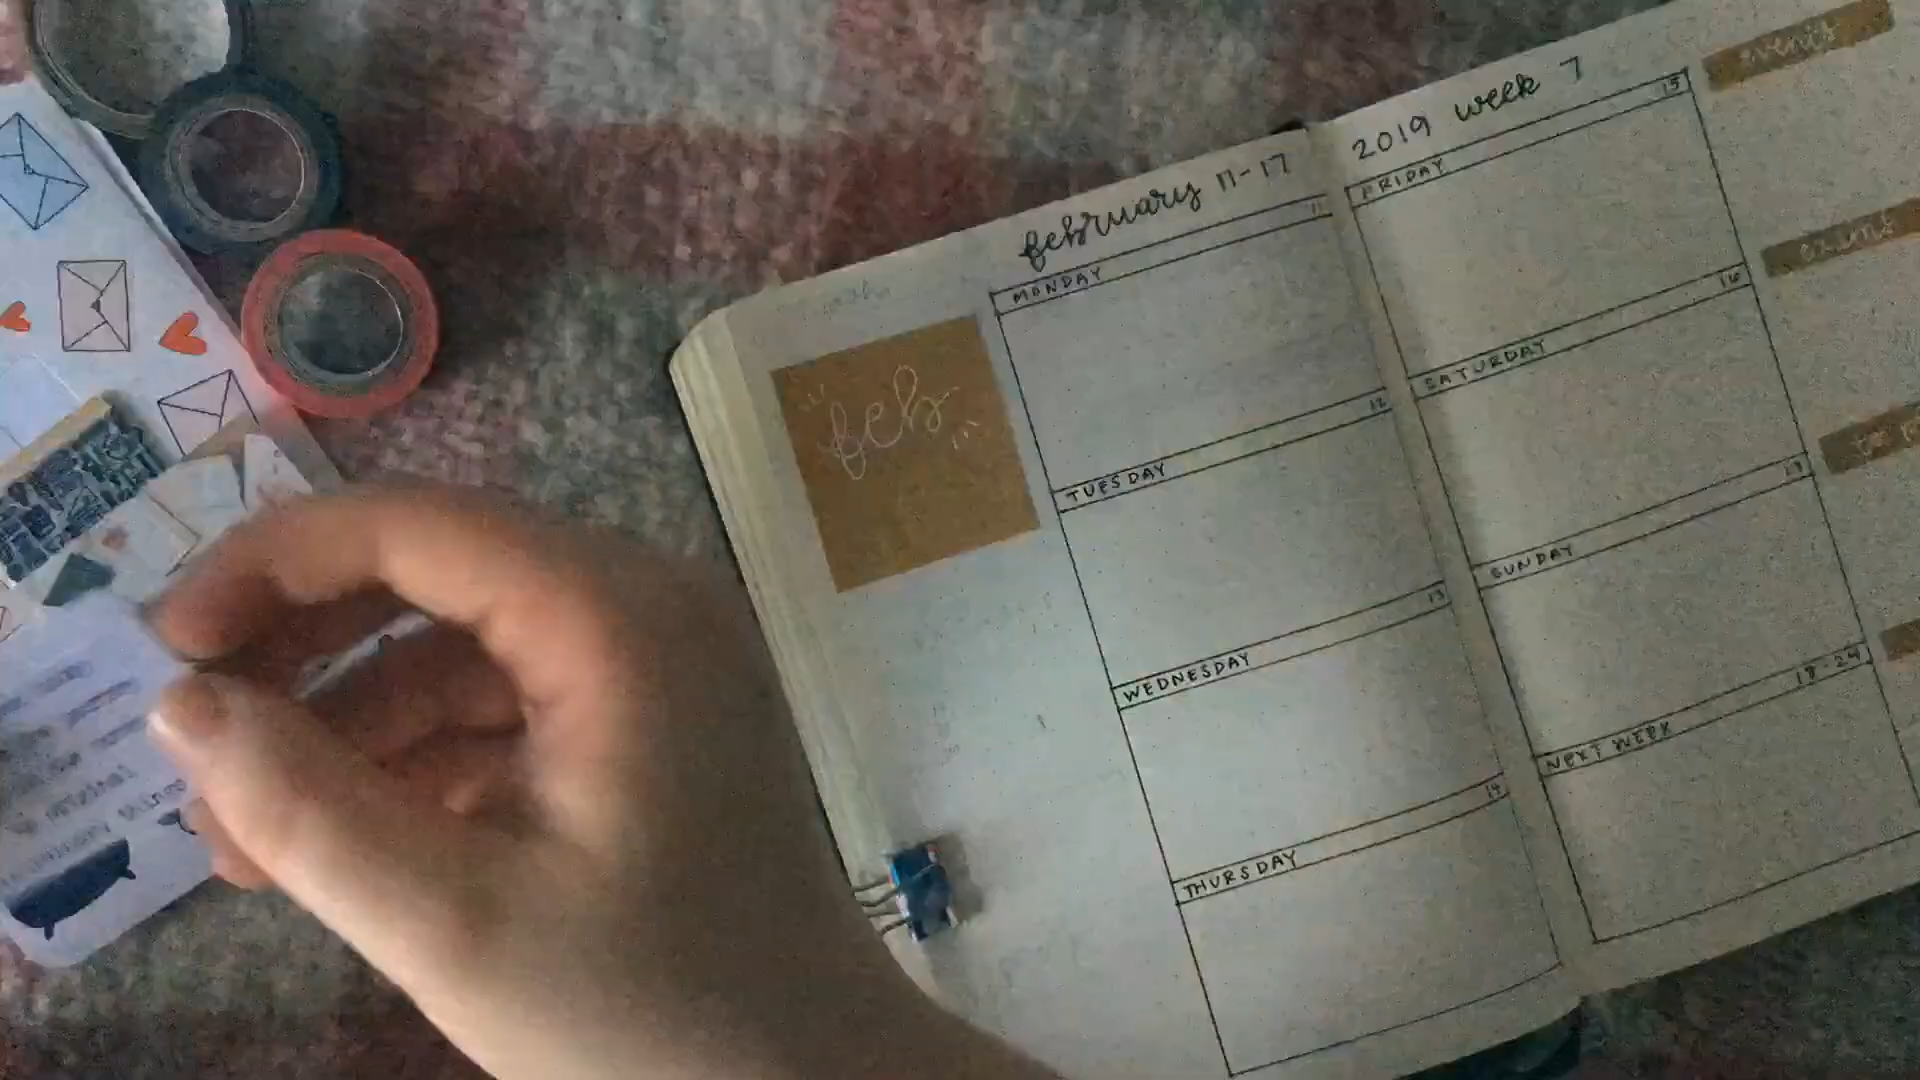 february 11-17
2019 week 7
feb
MONDAY 11
TUESDAY 12
WEDNESDAY 13
THURSDAY 14
FRIDAY 15
SATURDAY 16
SUNDAY 17
NEXT WEEK 18-24
events
exams